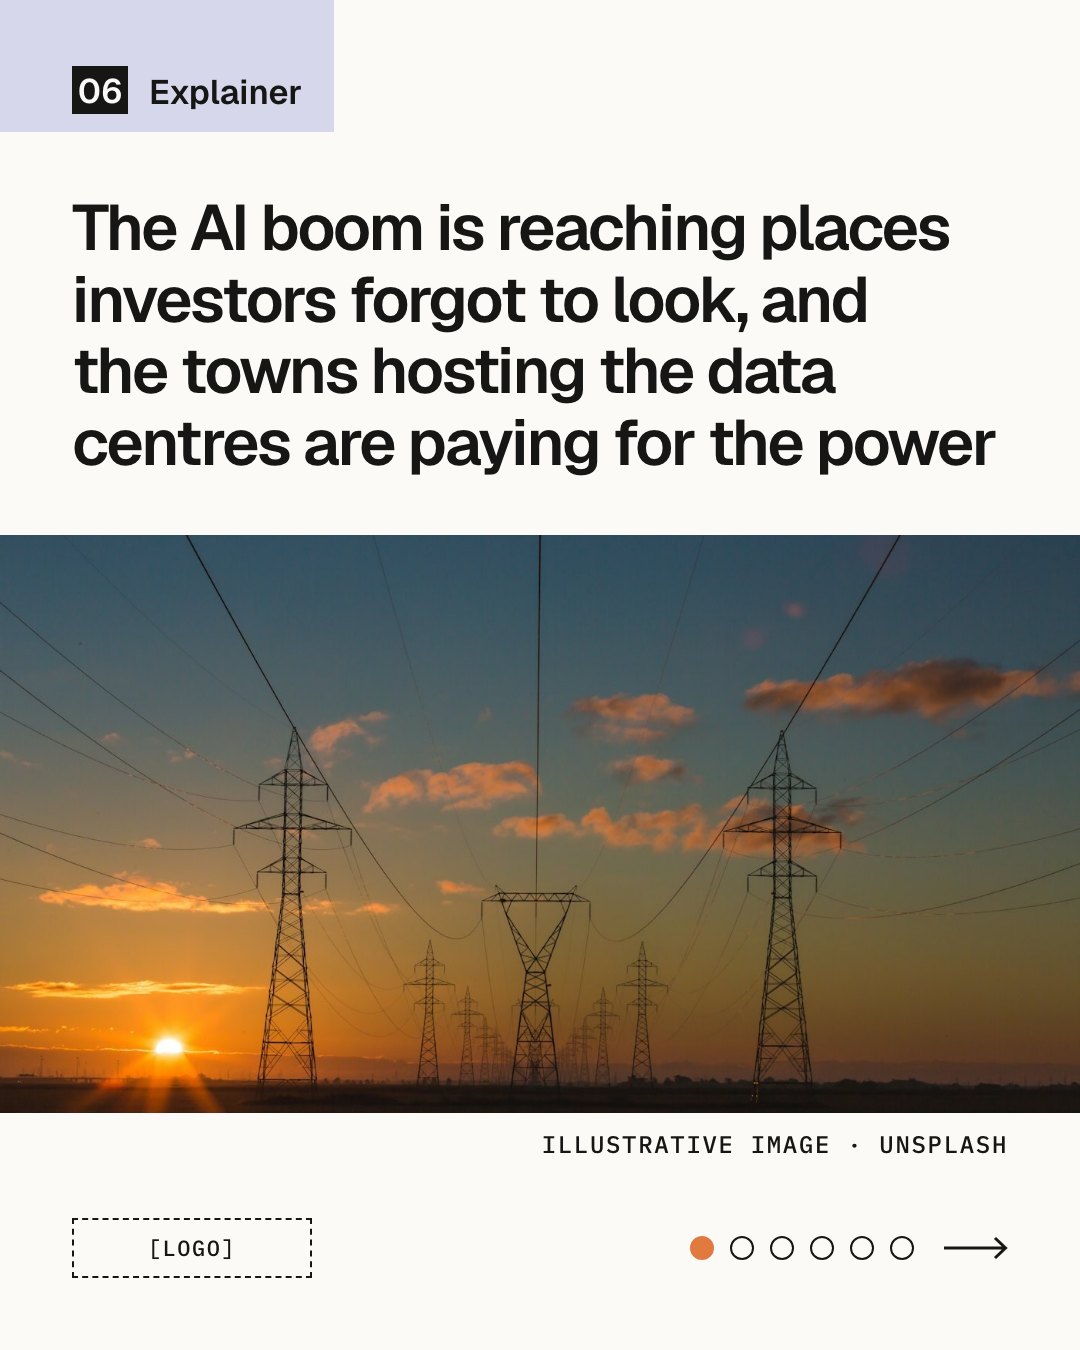 06 Explainer
The AI boom is reaching places
investors forgot to look, and
the towns hosting the data
centres are paying for the power
ILLUSTRATIVE IMAGE · UNSPLASH
[LOGO]